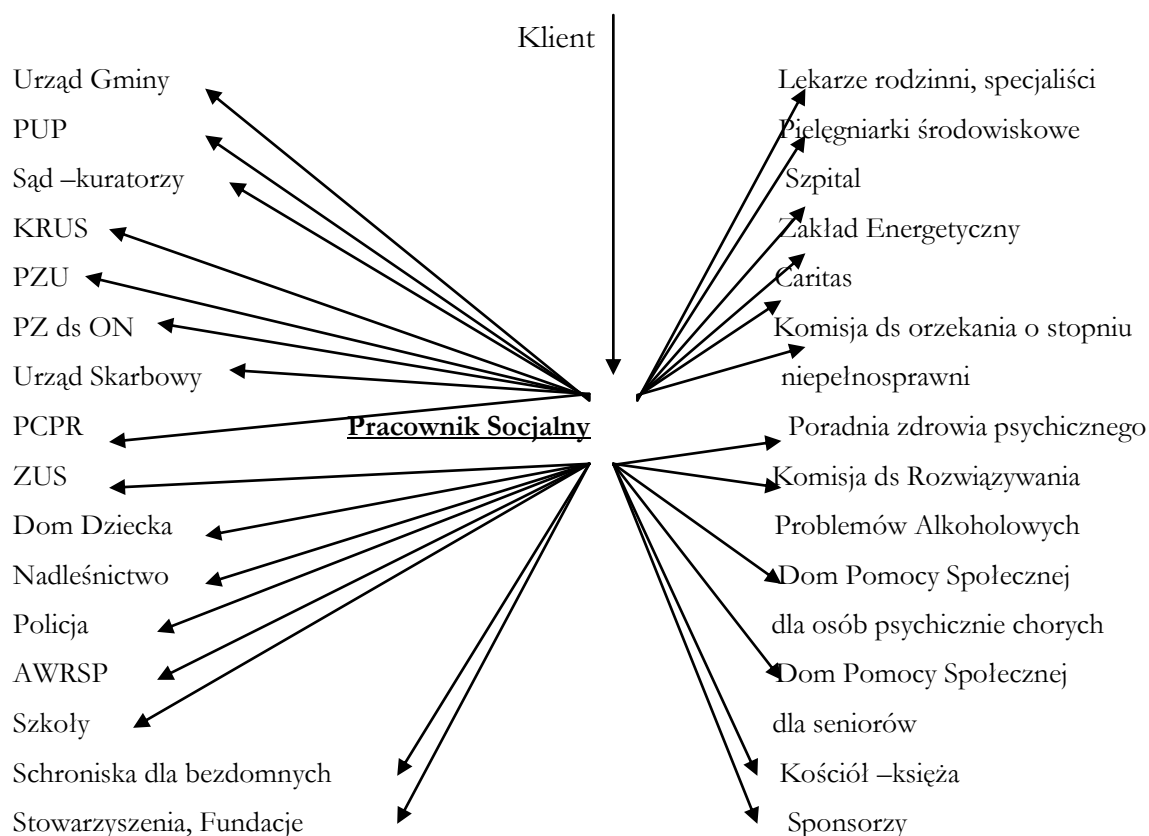 Klient
Urząd Gminy
Lekarze rodzinni, specjaliści
PUP
Pielęgniarki środowiskowe
Sąd –kuratorzy
Szpital
KRUS
Zakład Energetyczny
PZU
Caritas
PZ ds ON
Komisja ds orzekania o stopniu
Urząd Skarbowy
niepełnosprawni
PCPR
Pracownik Socjalny
Poradnia zdrowia psychicznego
ZUS
Komisja ds Rozwiązywania
Dom Dziecka
Problemów Alkoholowych
Nadleśnictwo
Dom Pomocy Społecznej
Policja
dla osób psychicznie chorych
AWRSP
Dom Pomocy Społecznej
Szkoły
dla seniorów
Schroniska dla bezdomnych
Kościół –księża
Stowarzyszenia, Fundacje
Sponsorzy